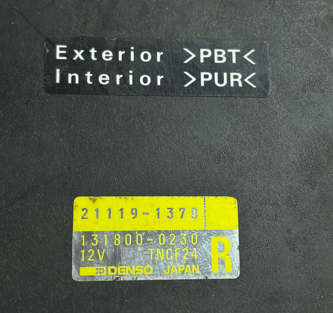 Exterior >PBT<
Interior >PUR<
21119-1370
131800-0230
12V TNCF24
DENSO JAPAN R